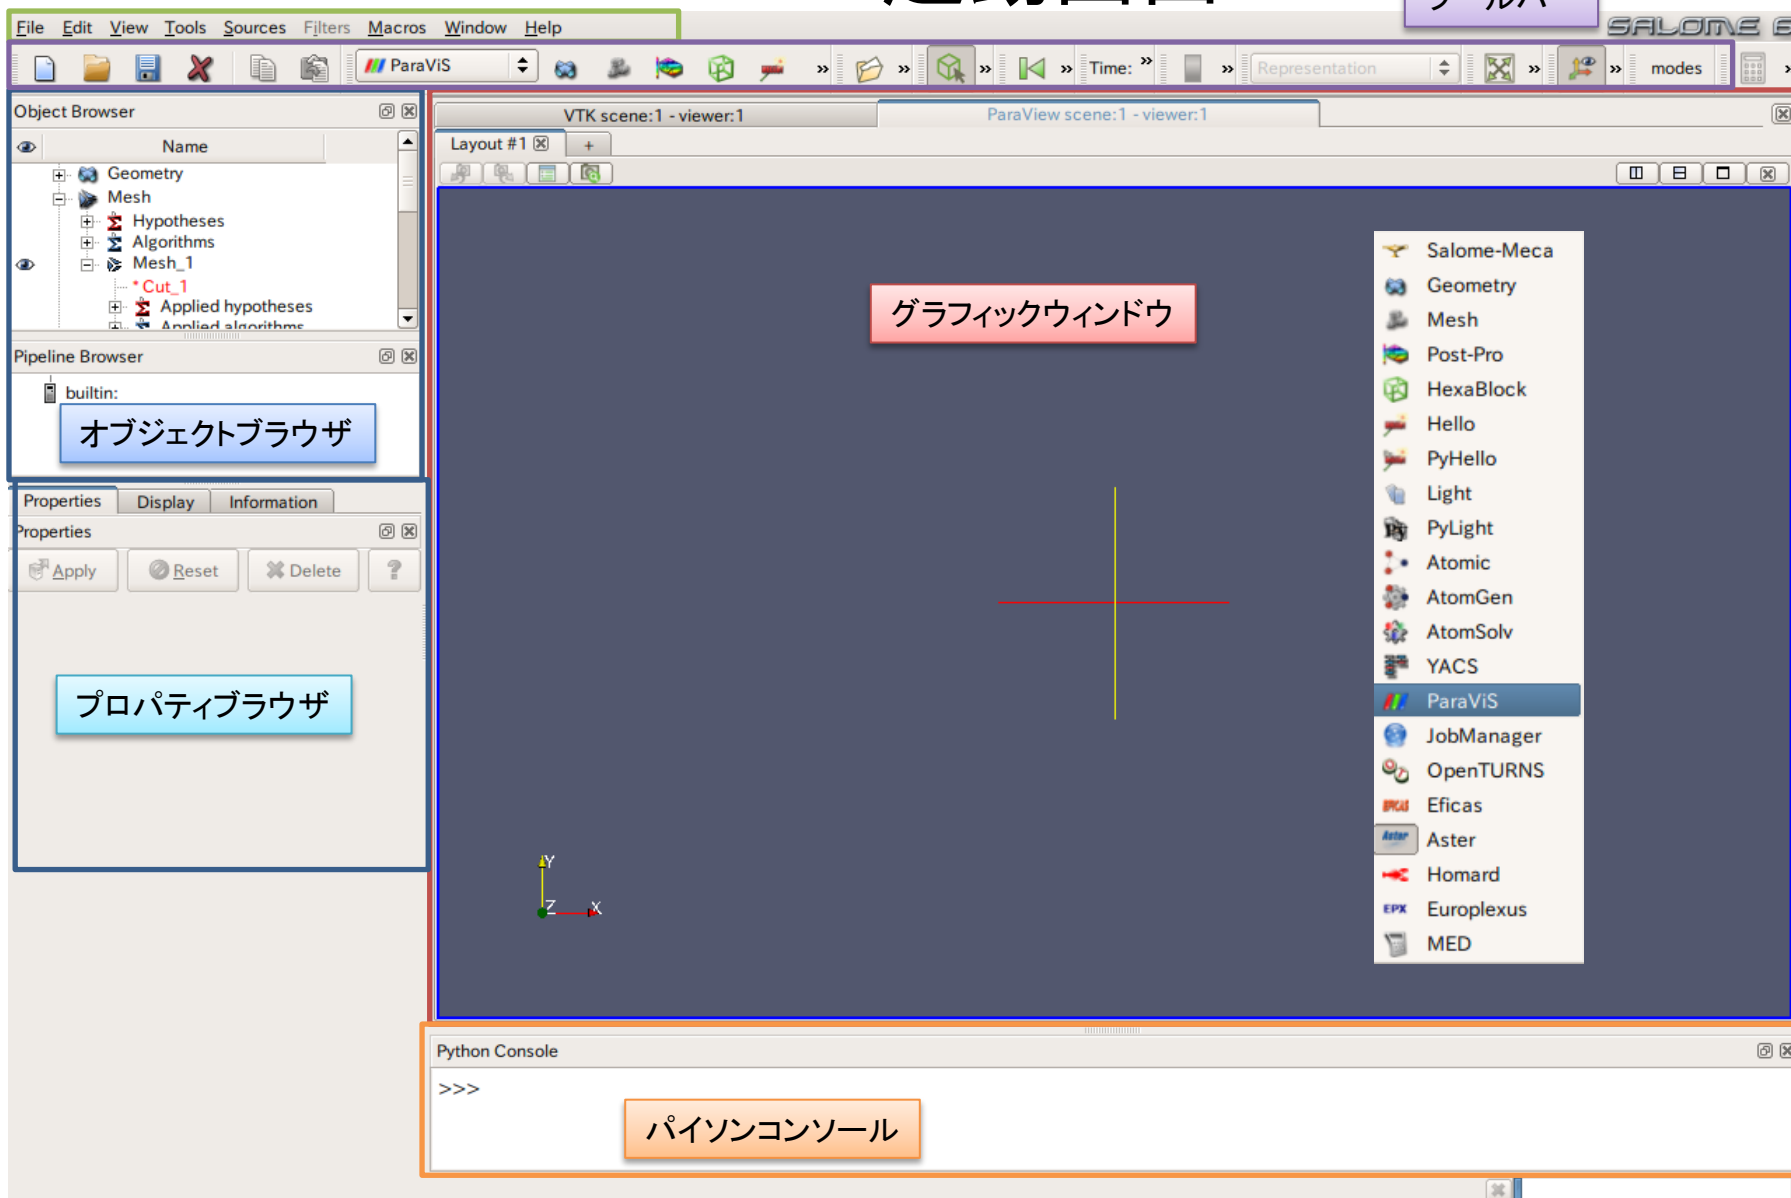 File Edit View Tools Sources Filters Macros Window Help
ParaViS
Time:
Representation
modes
Object Browser
Name
Geometry
Mesh
Hypotheses
Algorithms
Mesh_1
* Cut_1
Applied hypotheses
Applied algorithms
Pipeline Browser
builtin:
オブジェクトブラウザ
Properties Display Information
Properties
Apply Reset Delete ?
プロパティブラウザ
VTK scene:1 - viewer:1
ParaView scene:1 - viewer:1
Layout #1 +
グラフィックウィンドウ
Salome-Meca
Geometry
Mesh
Post-Pro
HexaBlock
Hello
PyHello
Light
Py PyLight
Atomic
AtomGen
AtomSolv
YACS
ParaViS
JobManager
OpenTURNS
Eficas
Aster Aster
Homard
EPX Europlexus
MED
Y
Z X
Python Console
>>>
パイソンコンソール